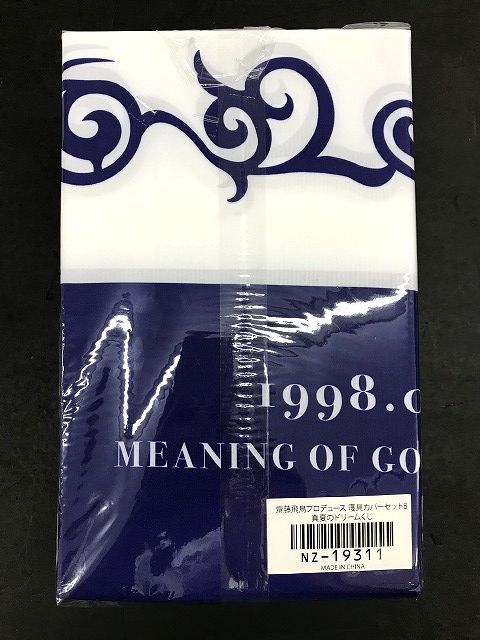 1998.0
MEANING OF GO
齋藤飛鳥プロデュース 寝具カバーセットB
真夏のドリームくじ
NZ-19311
MADE IN CHINA